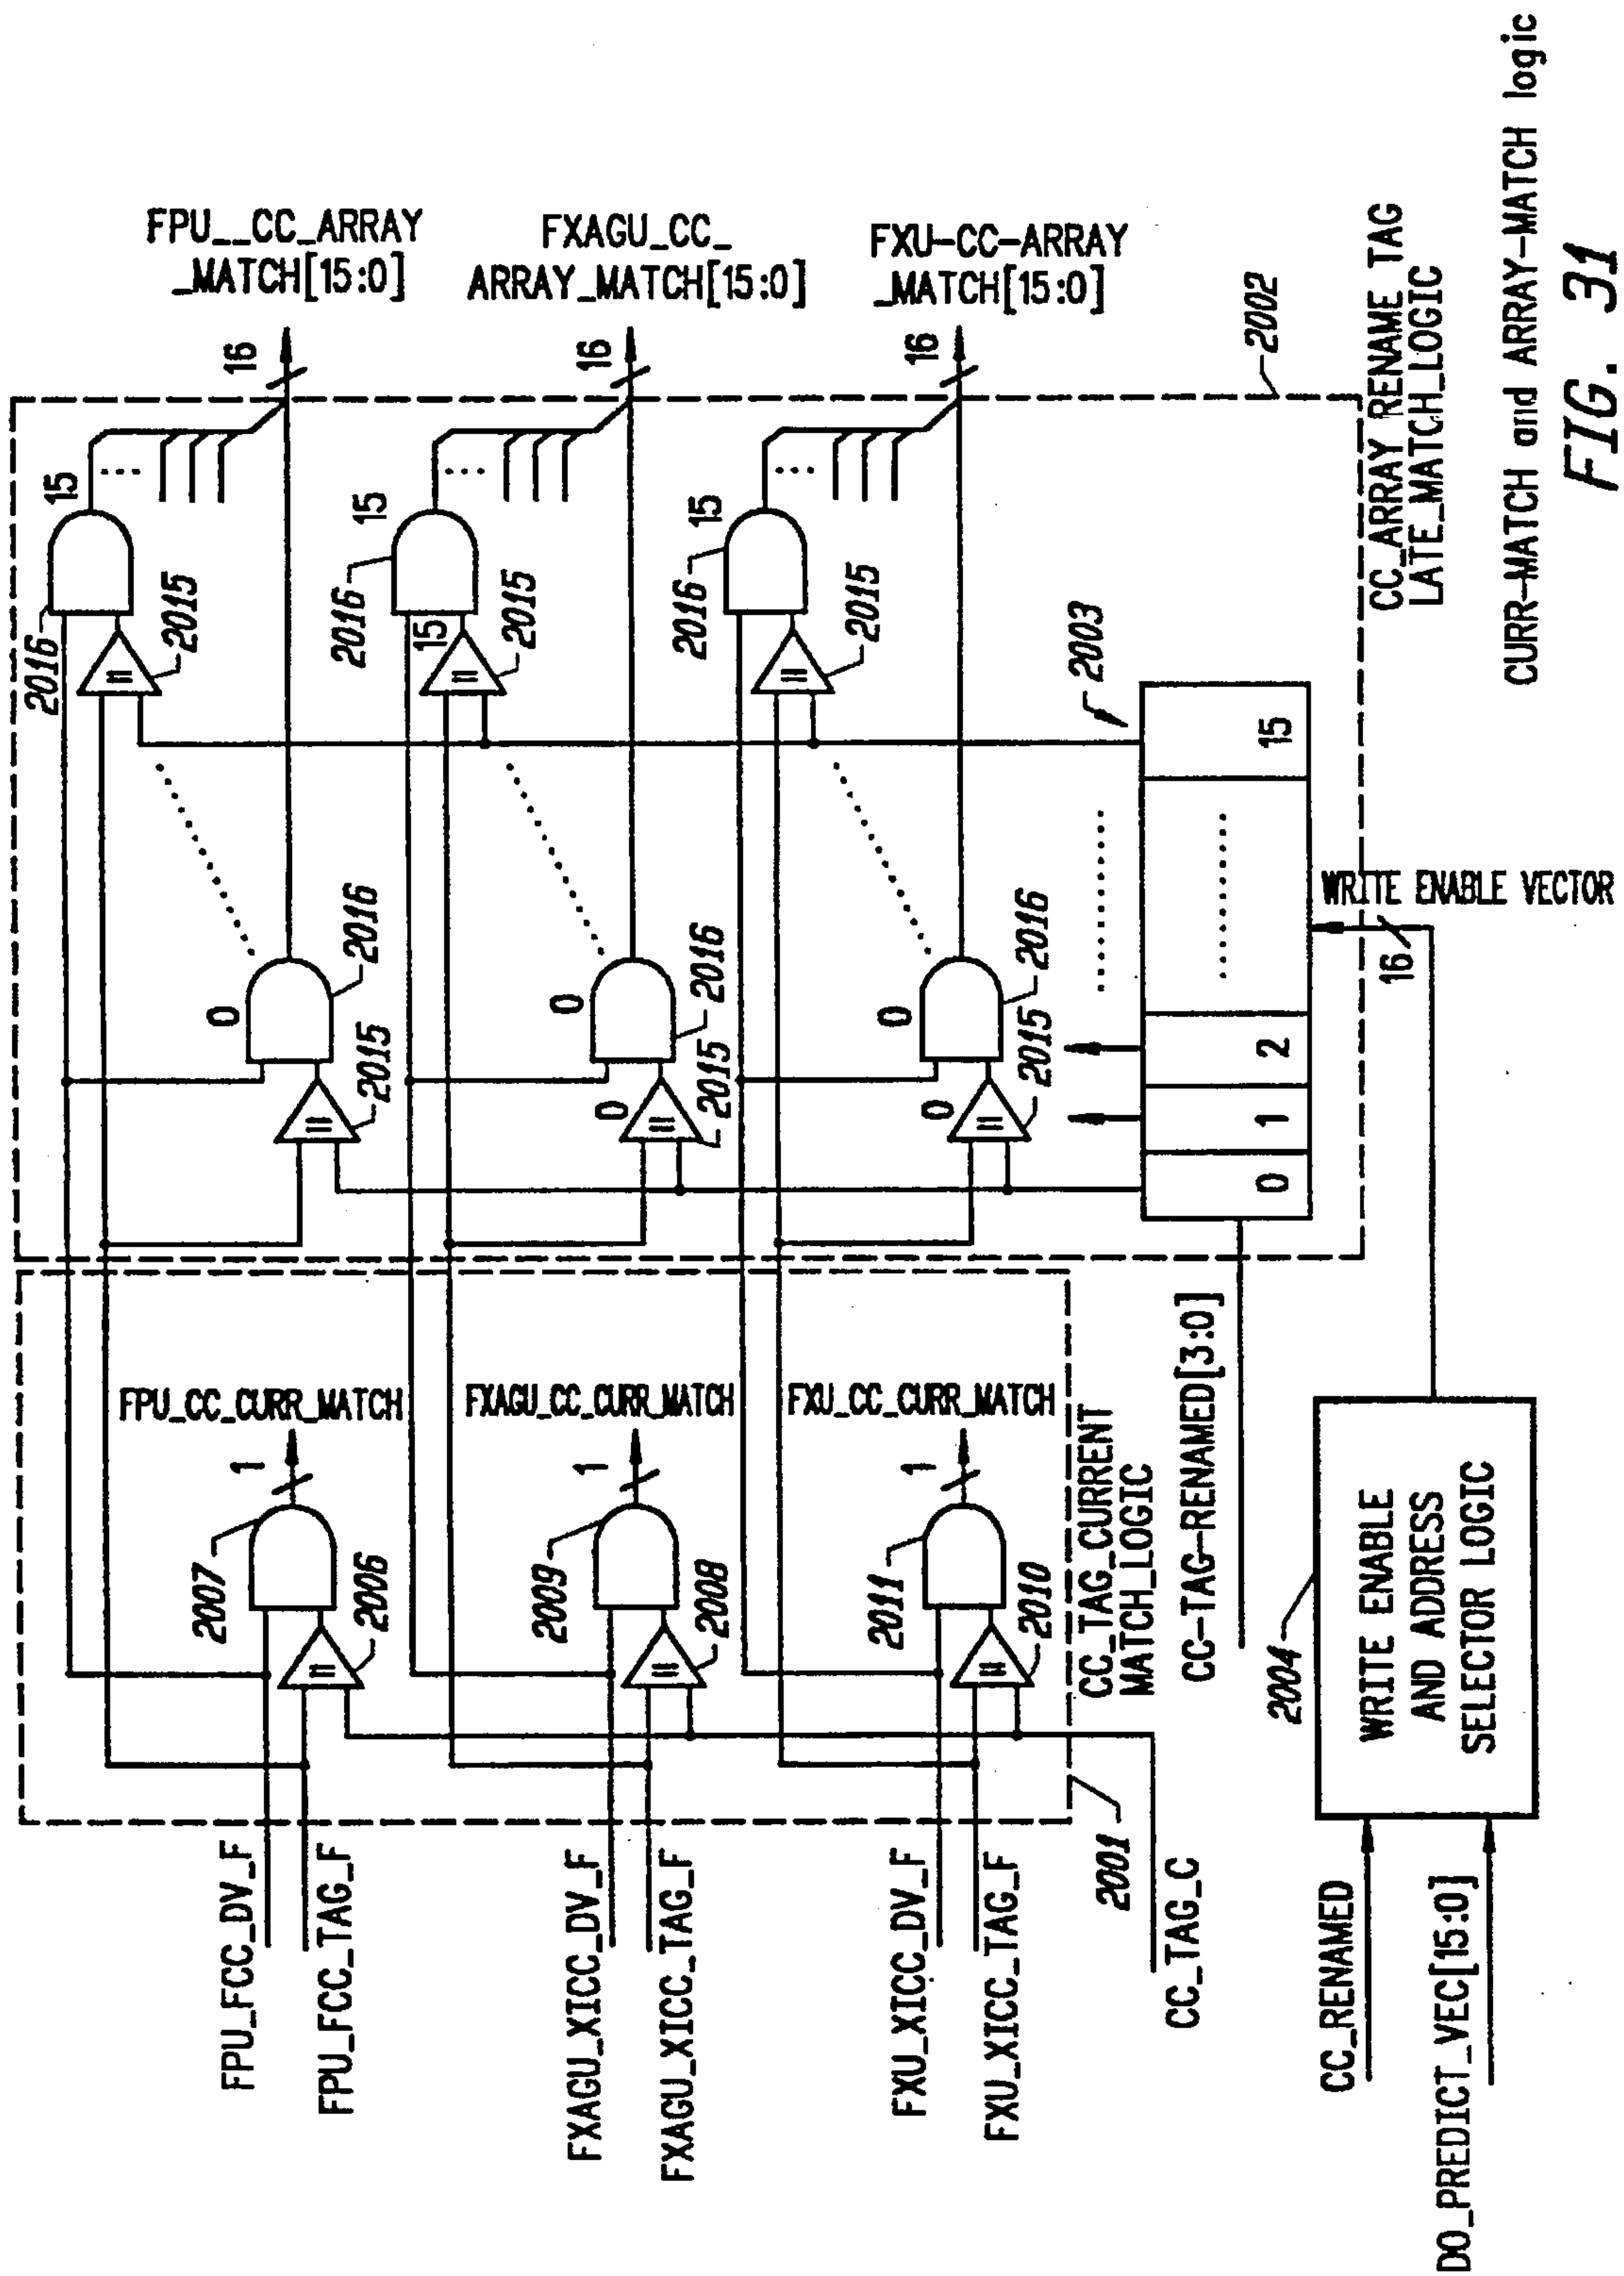 FPU_FCC_DV_F
FPU_FCC_TAG_F
FXAGU_XICC_DV_F
FXAGU_XICC_TAG_F
FXU_XICC_DV_F
FXU_XICC_TAG_F
2001
CC_TAG_C
CC_RENAMED
DO_PREDICT_VEC[15:0]
2004
WRITE ENABLE
AND ADDRESS
SELECTOR LOGIC
2007
=
2006
1
FPU_CC_CURR_MATCH
2009
=
2008
1
FXAGU_CC_CURR_MATCH
2011
=
2010
1
FXU_CC_CURR_MATCH
CC_TAG_CURRENT
MATCH_LOGIC
CC-TAG-RENAMED[3:0]
=
2015
0
2016
0
=
2015
0
2016
0
=
2015
0
2016
0
1
2
15
2003
16
WRITE ENABLE VECTOR
2016
=
2015
15
2016
15
=
2015
15
2016
=
2015
15
16
FPU__CC_ARRAY
_MATCH[15:0]
16
FXAGU_CC_
ARRAY_MATCH[15:0]
16
FXU-CC-ARRAY
_MATCH[15:0]
2002
CC_ARRAY RENAME TAG
LATE_MATCH_LOGIC
CURR-MATCH and ARRAY-MATCH logic
FIG. 31